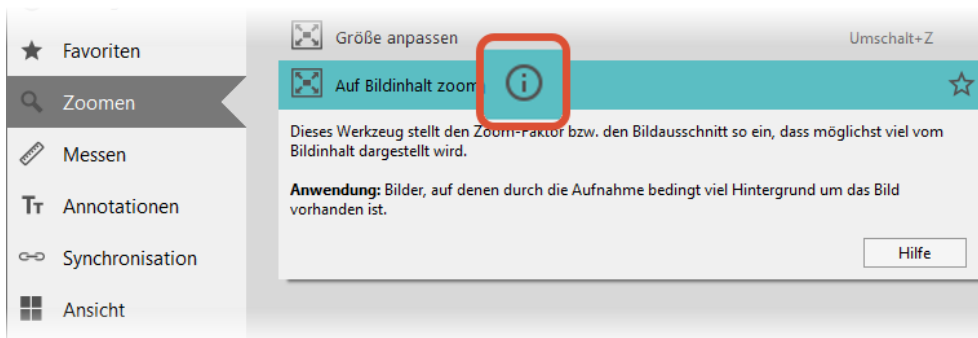 Favoriten
Zoomen
Messen
Annotationen
Synchronisation
Ansicht
Größe anpassen Umschalt+Z
Auf Bildinhalt zoom
Dieses Werkzeug stellt den Zoom-Faktor bzw. den Bildausschnitt so ein, dass möglichst viel vom
Bildinhalt dargestellt wird.
Anwendung: Bilder, auf denen durch die Aufnahme bedingt viel Hintergrund um das Bild
vorhanden ist.
Hilfe